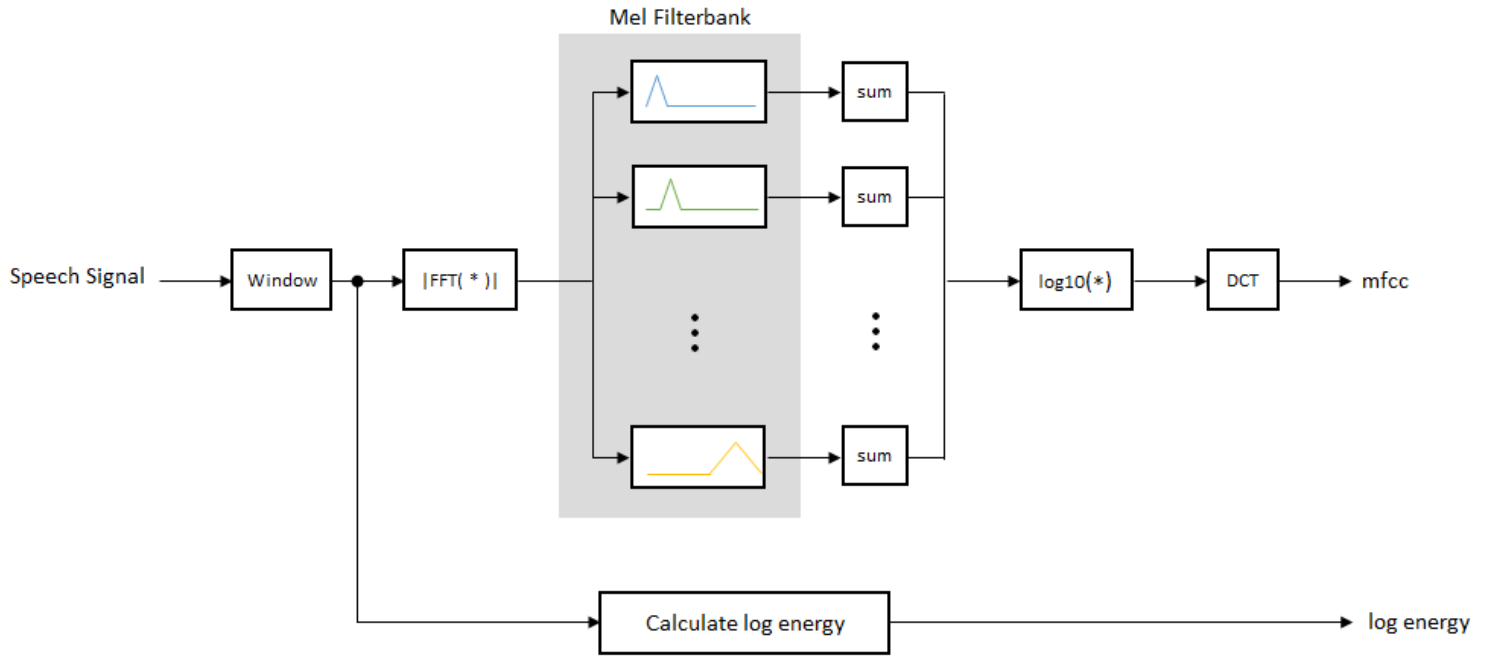 Mel Filterbank
sum
sum
Speech Signal
Window
|FFT( * )|
log10(*)
DCT
mfcc
sum
Calculate log energy
log energy